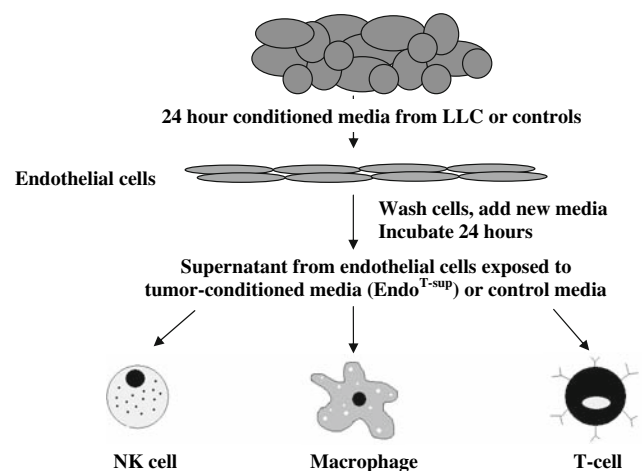 24 hour conditioned media from LLC or controls
Endothelial cells
Wash cells, add new media
Incubate 24 hours
Supernatant from endothelial cells exposed to
tumor-conditioned media (Endo^T-sup) or control media
NK cell
Macrophage
T-cell